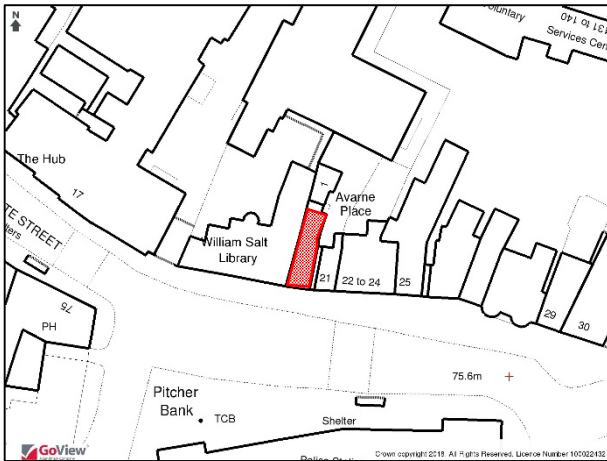 N
Voluntary
Services Cen
131 to 140
The Hub
17
Avarne
Place
1
TE STREET
William Salt
Library
21
22 to 24
25
29
30
75
PH
75.6m
Pitcher
Bank
TCB
Shelter
GoView
Crown copyright 2018. All Rights Reserved. Licence Number 100022432.